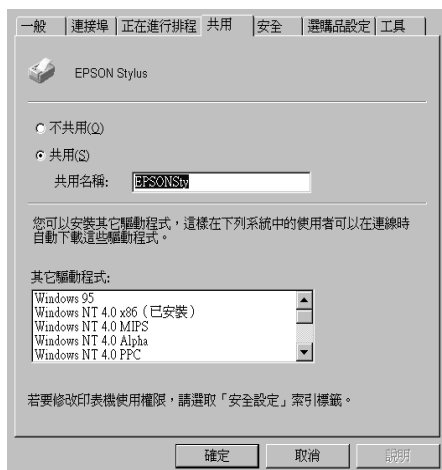 一般 連接埠 正在進行排程 共用 安全 選購品設定 工具
EPSON Stylus
不共用(O)
共用(S)
共用名稱: EPSONSty
您可以安裝其它驅動程式，這樣在下列系統中的使用者可以在連線時
自動下載這些驅動程式。
其它驅動程式:
Windows 95
Windows NT 4.0 x86（已安裝）
Windows NT 4.0 MIPS
Windows NT 4.0 Alpha
Windows NT 4.0 PPC
若要修改印表機使用權限，請選取「安全設定」索引標籤。
確定 取消 說明